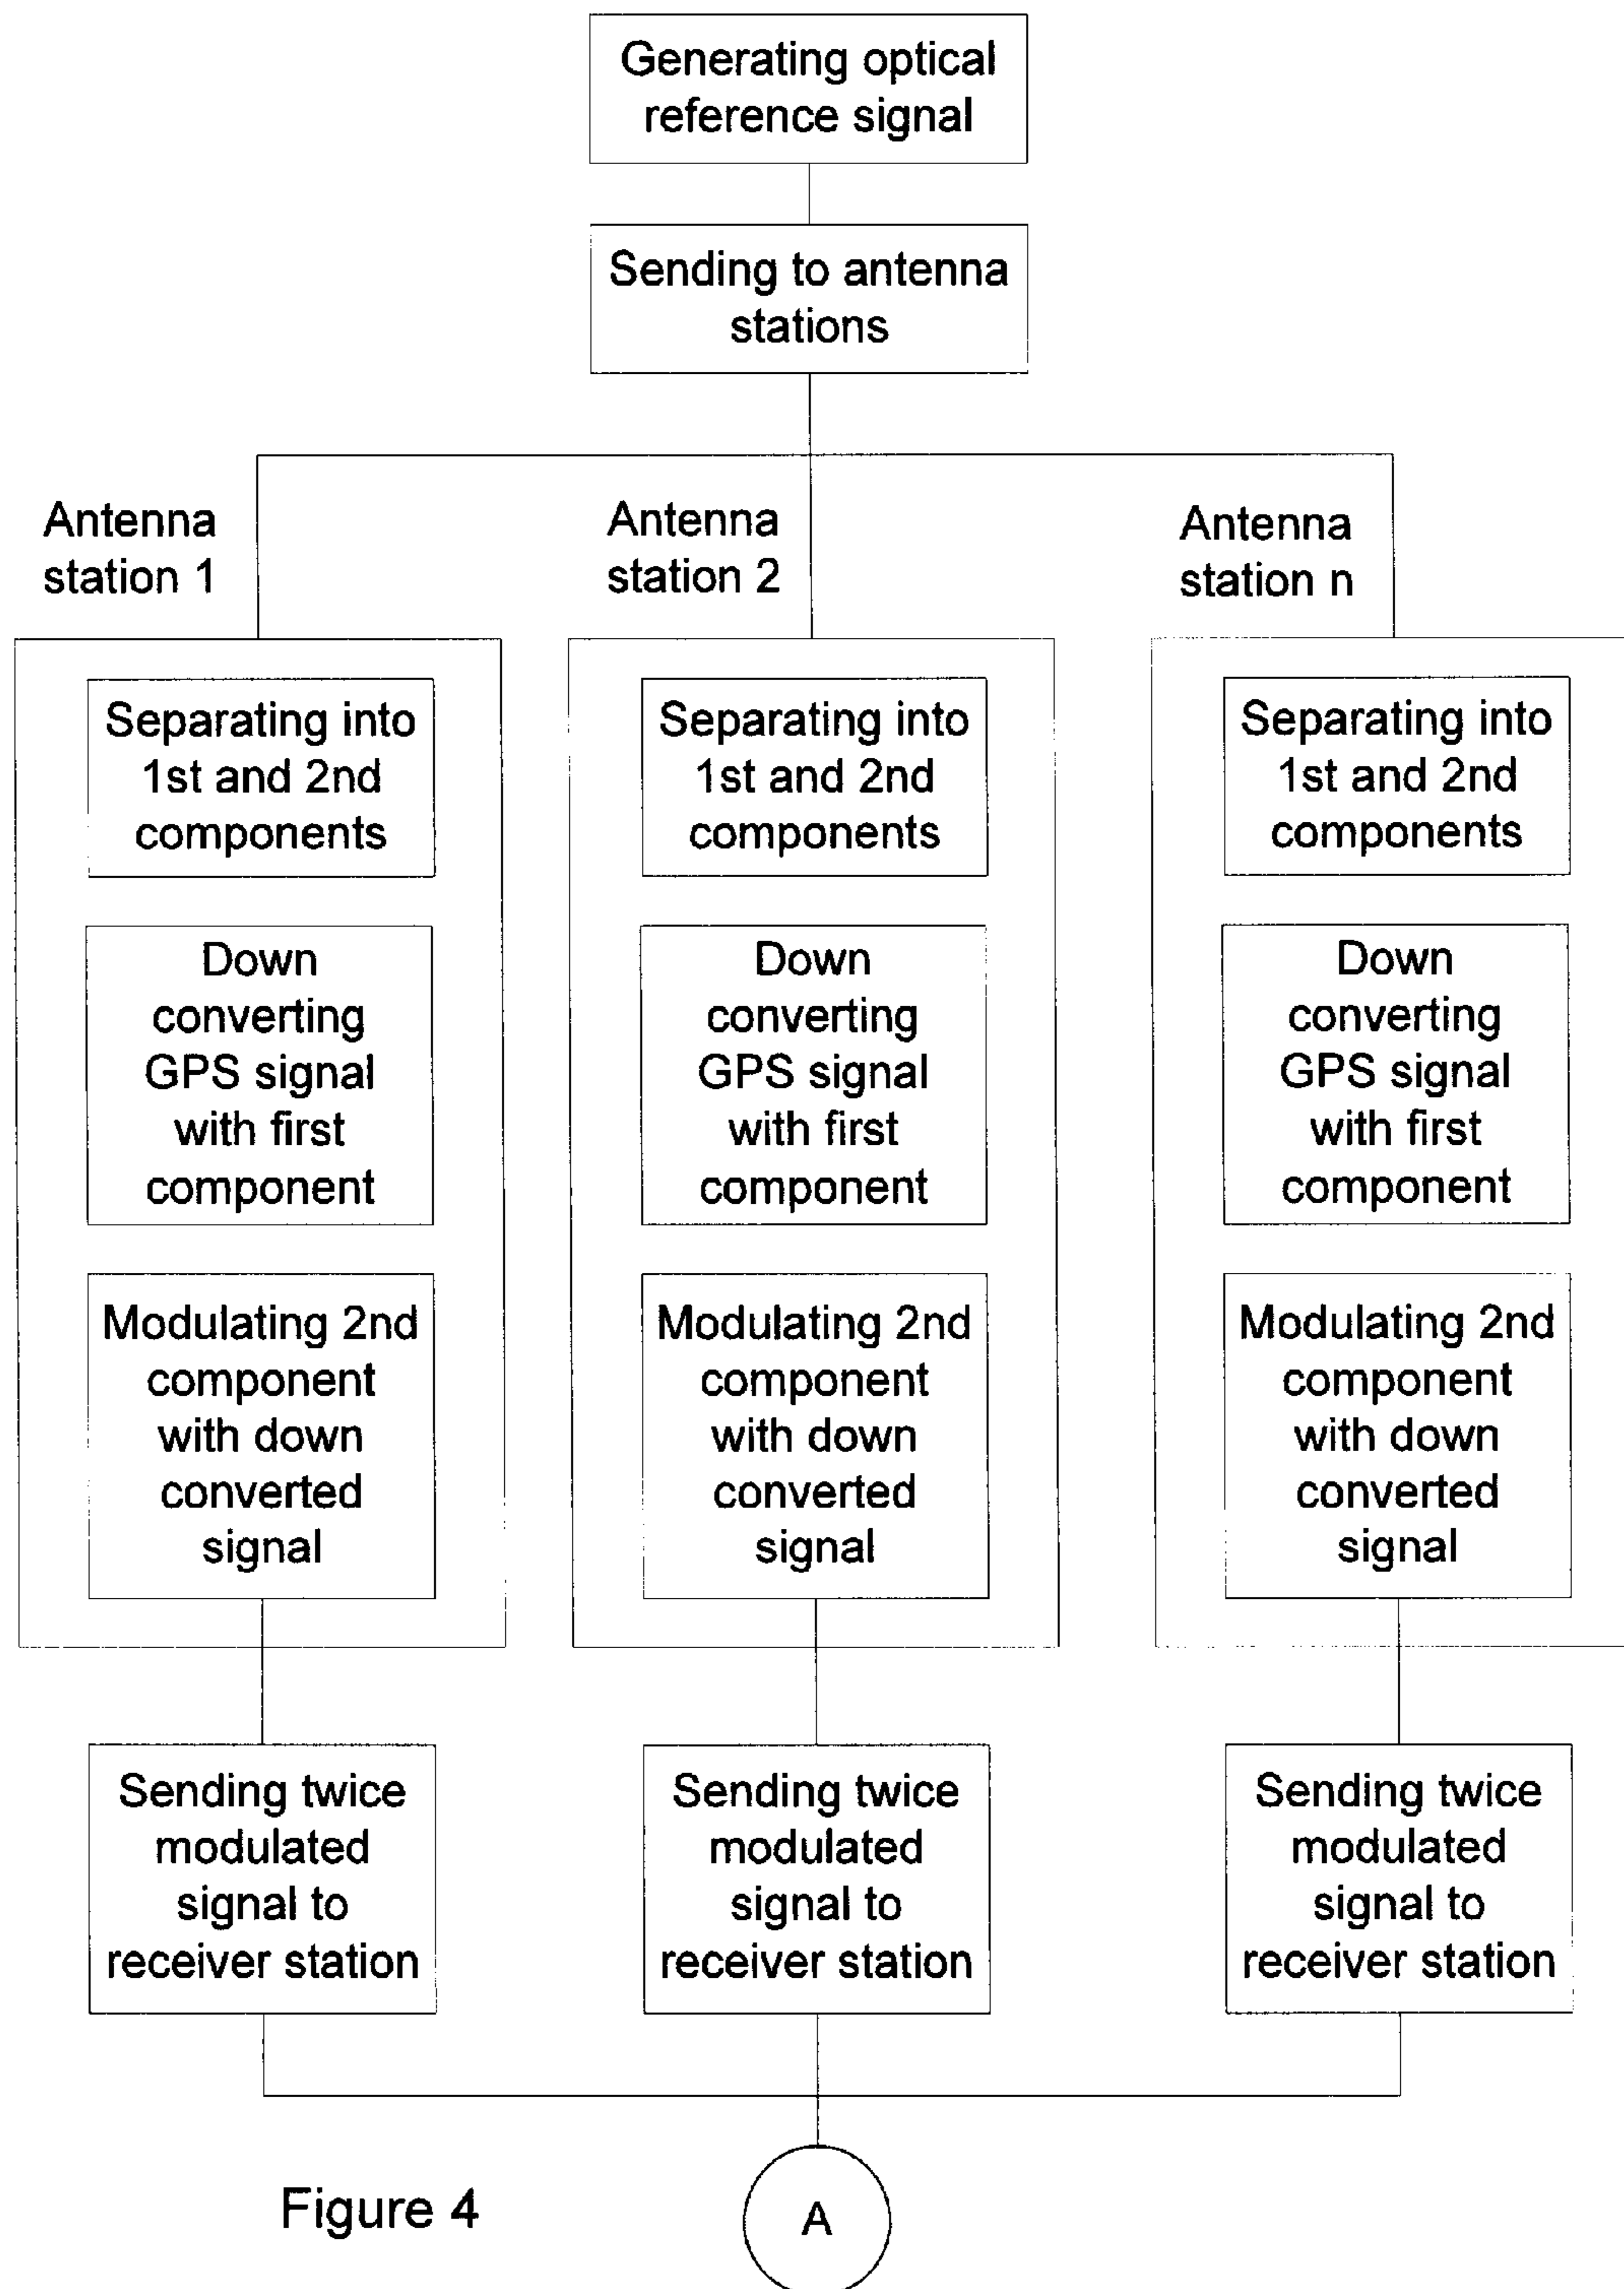 Generating optical
reference signal
Sending to antenna
stations
Antenna
station 1
Antenna
station 2
Antenna
station n
Separating into
1st and 2nd
components
Down
converting
GPS signal
with first
component
Modulating 2nd
component
with down
converted
signal
Sending twice
modulated
signal to
receiver station
Separating into
1st and 2nd
components
Down
converting
GPS signal
with first
component
Modulating 2nd
component
with down
converted
signal
Sending twice
modulated
signal to
receiver station
Separating into
1st and 2nd
components
Down
converting
GPS signal
with first
component
Modulating 2nd
component
with down
converted
signal
Sending twice
modulated
signal to
receiver station
A
Figure 4